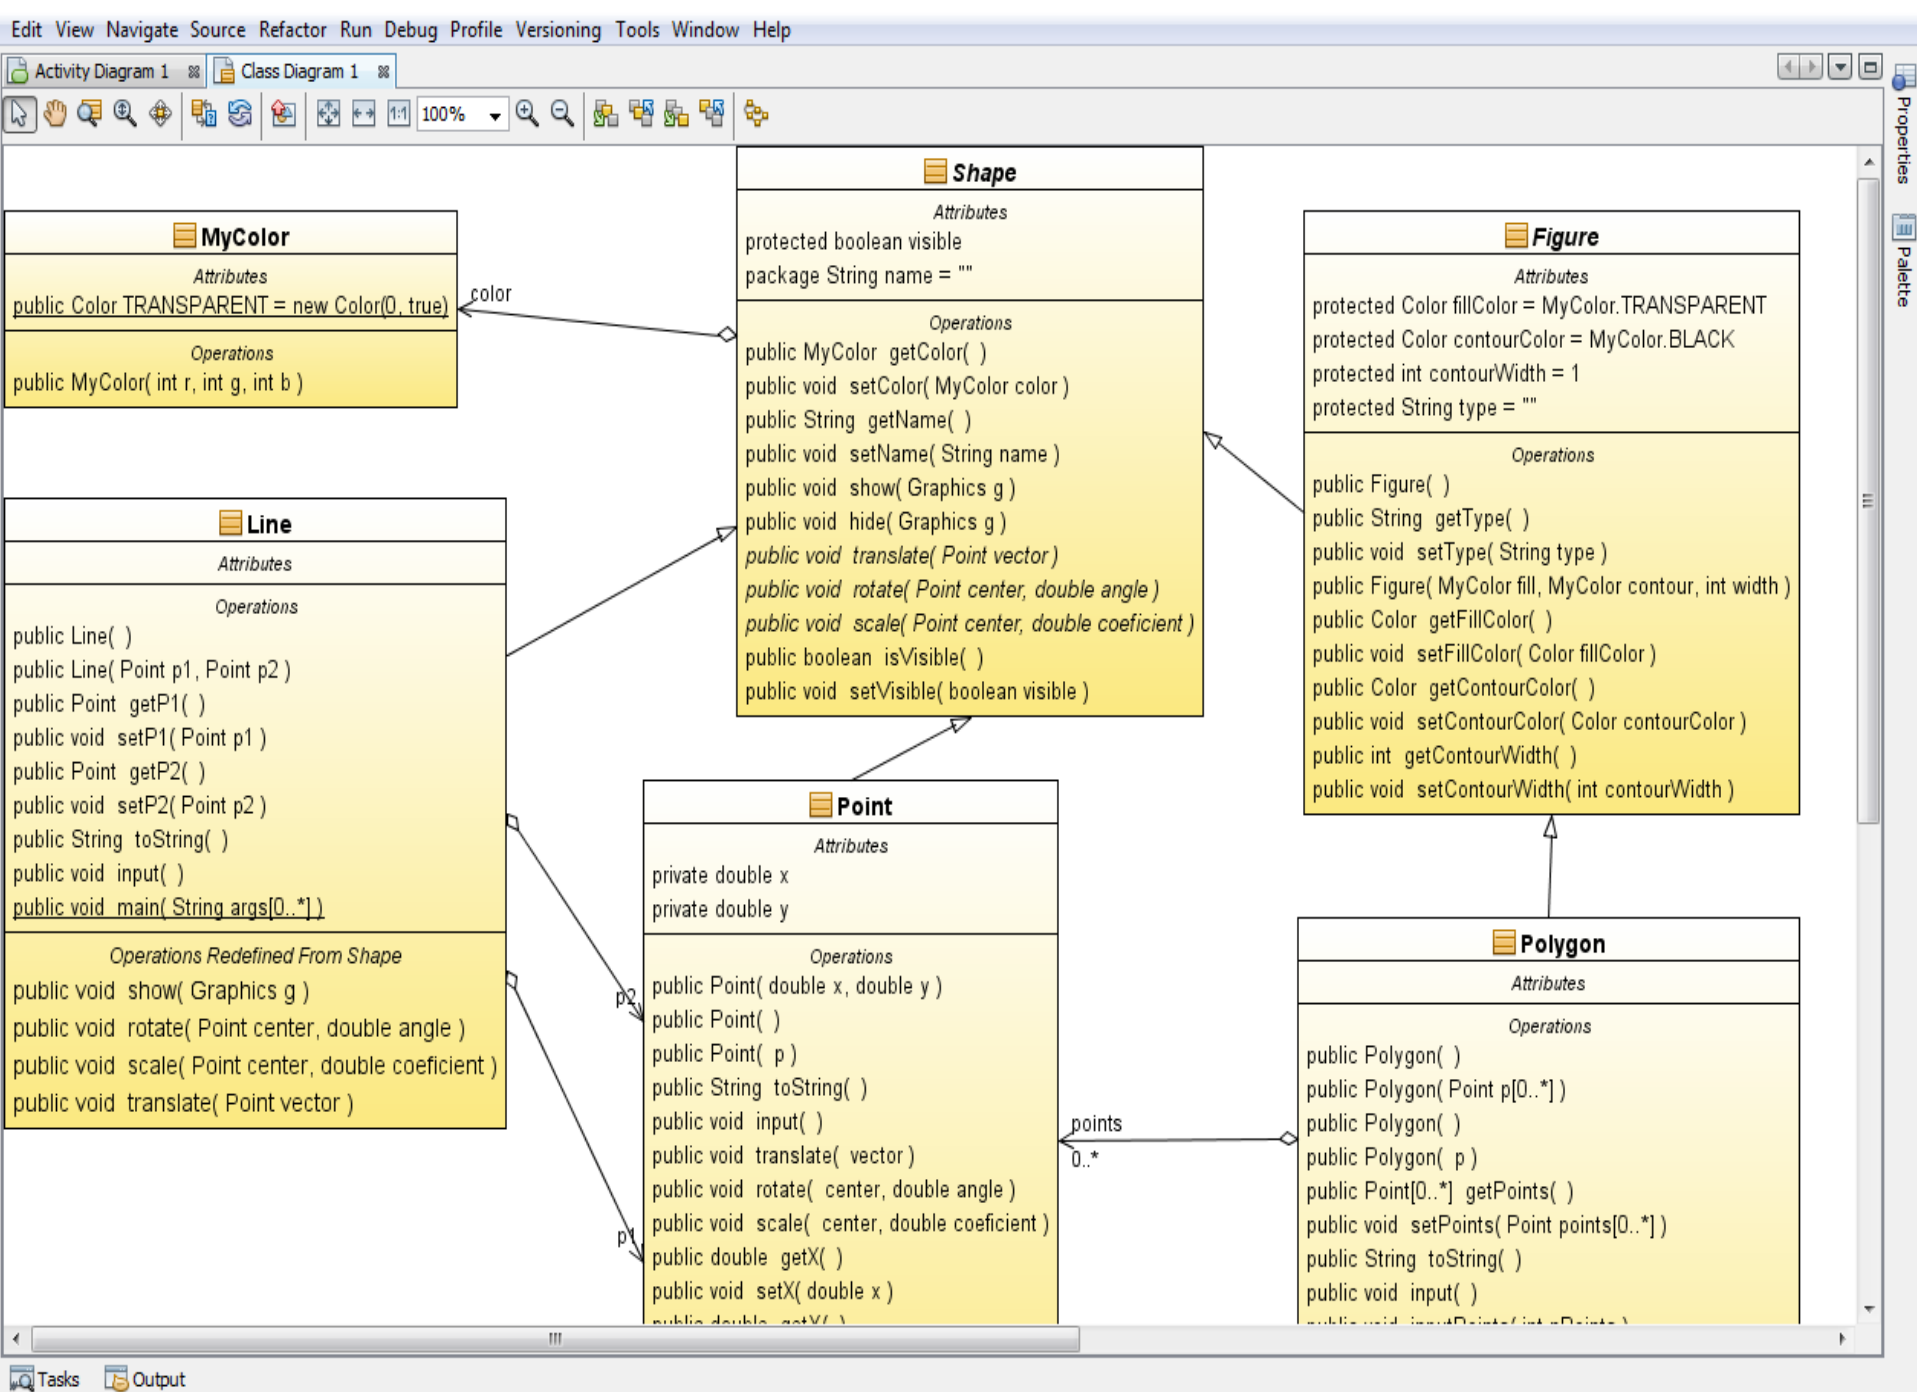 Edit View Navigate Source Refactor Run Debug Profile Versioning Tools Window Help
Activity Diagram 1
Class Diagram 1
1:1
100%
Properties
Palette
MyColor
Attributes
public Color TRANSPARENT = new Color(0, true)
Operations
public MyColor( int r, int g, int b )
color
Shape
Attributes
protected boolean visible
package String name = ""
Operations
public MyColor getColor( )
public void setColor( MyColor color )
public String getName( )
public void setName( String name )
public void show( Graphics g )
public void hide( Graphics g )
public void translate( Point vector )
public void rotate( Point center, double angle )
public void scale( Point center, double coeficient )
public boolean isVisible( )
public void setVisible( boolean visible )
Figure
Attributes
protected Color fillColor = MyColor.TRANSPARENT
protected Color contourColor = MyColor.BLACK
protected int contourWidth = 1
protected String type = ""
Operations
public Figure( )
public String getType( )
public void setType( String type )
public Figure( MyColor fill, MyColor contour, int width )
public Color getFillColor( )
public void setFillColor( Color fillColor )
public Color getContourColor( )
public void setContourColor( Color contourColor )
public int getContourWidth( )
public void setContourWidth( int contourWidth )
Line
Attributes
Operations
public Line( )
public Line( Point p1, Point p2 )
public Point getP1( )
public void setP1( Point p1 )
public Point getP2( )
public void setP2( Point p2 )
public String toString( )
public void input( )
public void main( String args[0..*] )
Operations Redefined From Shape
public void show( Graphics g )
public void rotate( Point center, double angle )
public void scale( Point center, double coeficient )
public void translate( Point vector )
p2
p1
Point
Attributes
private double x
private double y
Operations
public Point( double x, double y )
public Point( )
public Point( p )
public String toString( )
public void input( )
public void translate( vector )
public void rotate( center, double angle )
public void scale( center, double coeficient )
public double getX( )
public void setX( double x )
public double getY( )
points
0..*
Polygon
Attributes
Operations
public Polygon( )
public Polygon( Point p[0..*] )
public Polygon( )
public Polygon( p )
public Point[0..*] getPoints( )
public void setPoints( Point points[0..*] )
public String toString( )
public void input( )
public void inputPoints( int nPoints )
Tasks
Output